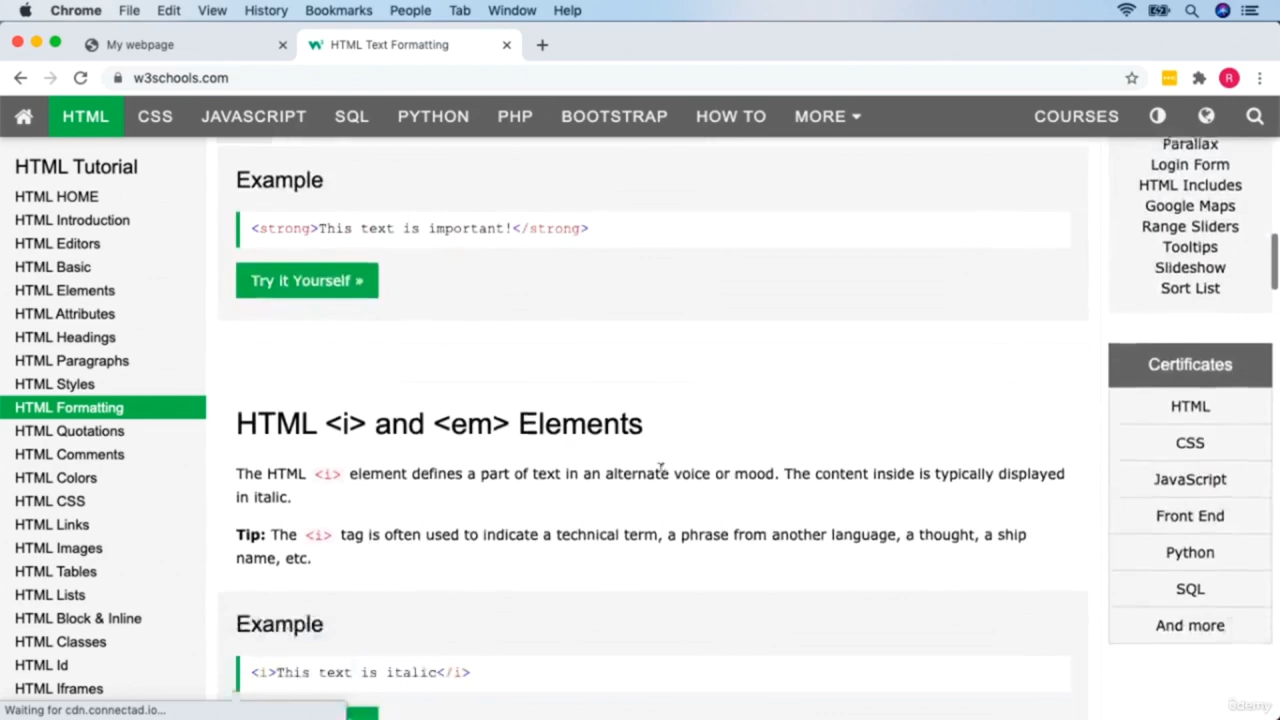 Chrome File Edit View History Bookmarks People Tab Window Help
My webpage
HTML Text Formatting
w3schools.com
R
HTML CSS JAVASCRIPT SQL PYTHON PHP BOOTSTRAP HOW TO MORE COURSES
HTML Tutorial
HTML HOME
HTML Introduction
HTML Editors
HTML Basic
HTML Elements
HTML Attributes
HTML Headings
HTML Paragraphs
HTML Styles
HTML Formatting
HTML Quotations
HTML Comments
HTML Colors
HTML CSS
HTML Links
HTML Images
HTML Tables
HTML Lists
HTML Block & Inline
HTML Classes
HTML Id
HTML Iframes
Waiting for cdn.connectad.io...
Example
<strong>This text is important!</strong>
Try it Yourself »
HTML <i> and <em> Elements
The HTML <i> element defines a part of text in an alternate voice or mood. The content inside is typically displayed
in italic.
Tip: The <i> tag is often used to indicate a technical term, a phrase from another language, a thought, a ship
name, etc.
Example
<i>This text is italic</i>
Parallax
Login Form
HTML Includes
Google Maps
Range Sliders
Tooltips
Slideshow
Sort List
Certificates
HTML
CSS
JavaScript
Front End
Python
SQL
And more
ûdemy